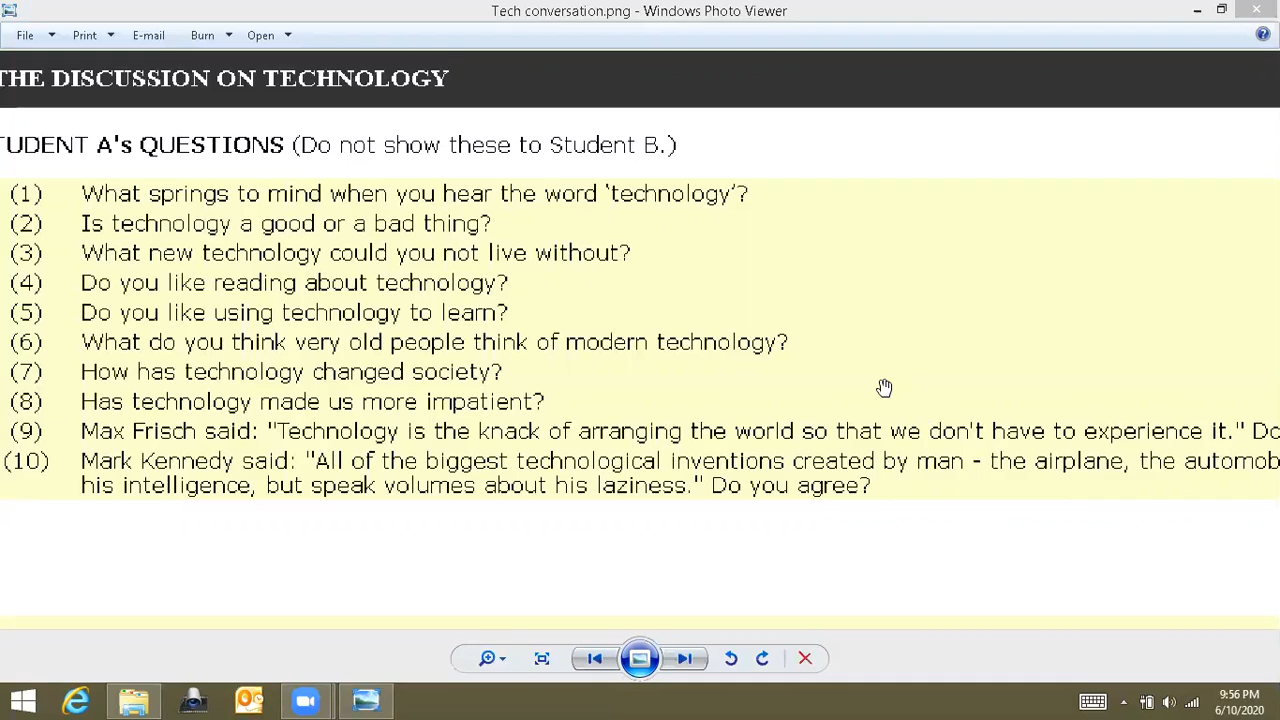 Tech conversation.png - Windows Photo Viewer
File Print E-mail Burn Open
THE DISCUSSION ON TECHNOLOGY
TUDENT A's QUESTIONS (Do not show these to Student B.)
(1) What springs to mind when you hear the word ‘technology’?
(2) Is technology a good or a bad thing?
(3) What new technology could you not live without?
(4) Do you like reading about technology?
(5) Do you like using technology to learn?
(6) What do you think very old people think of modern technology?
(7) How has technology changed society?
(8) Has technology made us more impatient?
(9) Max Frisch said: "Technology is the knack of arranging the world so that we don't have to experience it." Do
(10) Mark Kennedy said: "All of the biggest technological inventions created by man - the airplane, the automob
his intelligence, but speak volumes about his laziness." Do you agree?
9:56 PM
6/10/2020